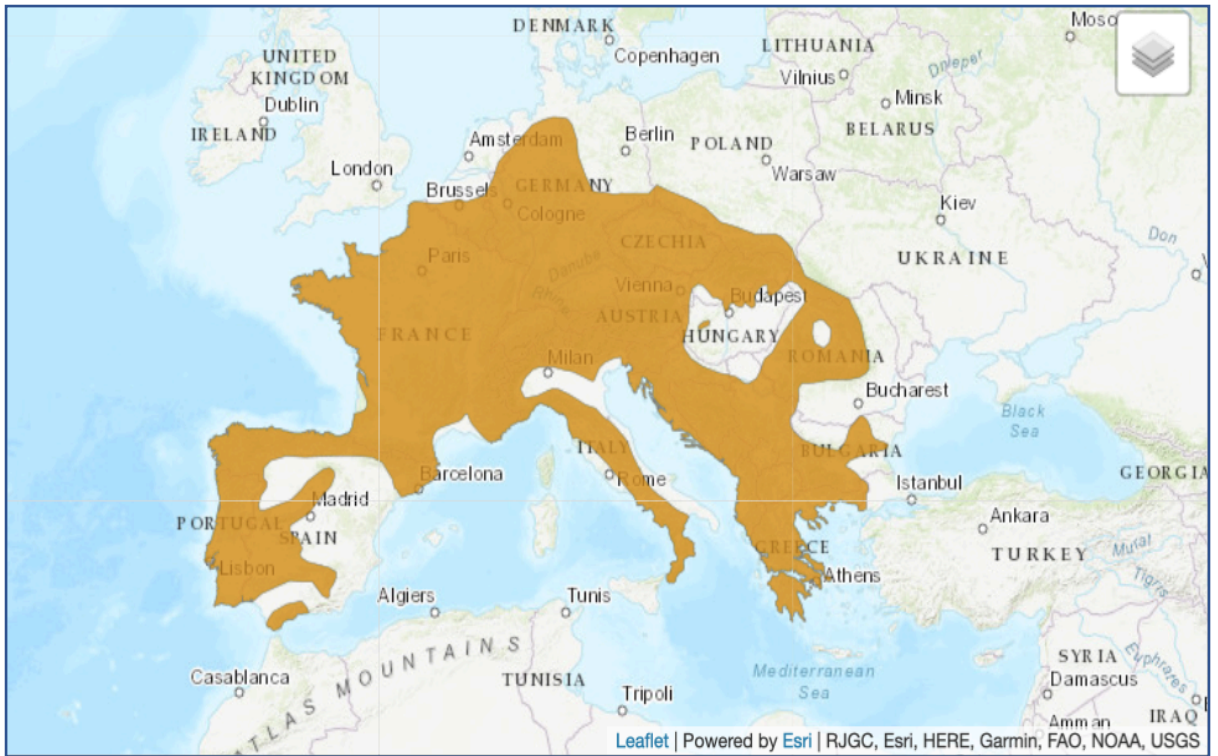 DENMARK
Mosc
UNITED
KINGDOM
Copenhagen
LITHUANIA
Vilnius
Dnieper
Dublin
IRELAND
Minsk
BELARUS
Amsterdam
Berlin
POLAND
London
Warsaw
Brussels
GERMANY
Cologne
Kiev
Don
CZECHIA
UKRAINE
Paris
Danube
Rhine
Vienna
Budapest
AUSTRIA
FRANCE
HUNGARY
Milan
ROMANIA
Bucharest
Black
Sea
ITALY
BULGARIA
Barcelona
Rome
Istanbul
GEORGIA
Madrid
PORTUGAL
SPAIN
Ankara
GREECE
TURKEY
Murat
Lisbon
Athens
Tigris
Algiers
Tunis
ATLAS MOUNTAINS
Casablanca
TUNISIA
Mediterranean
Sea
SYRIA
Euphrates
Damascus
Tripoli
IRAQ
Amman
Leaflet | Powered by Esri | RJGC, Esri, HERE, Garmin, FAO, NOAA, USGS